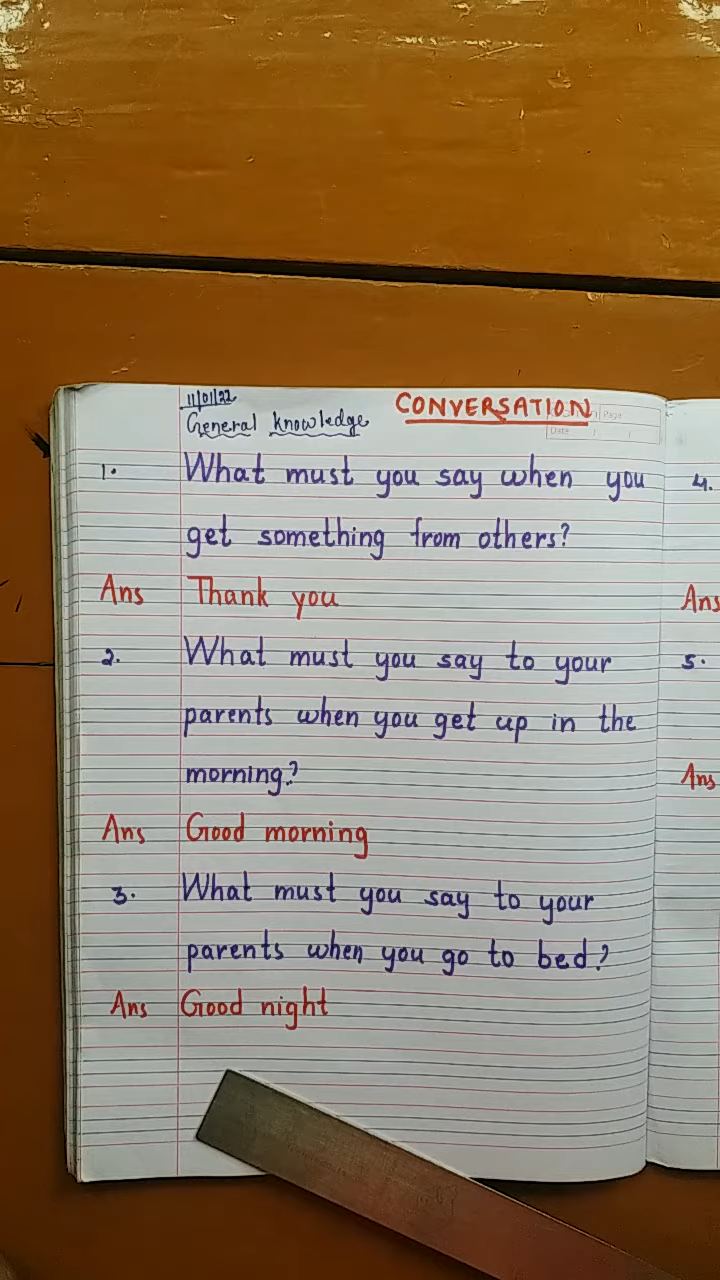 11/01/22
CONVERSATION
General knowledge
Page
Date
1. What must you say when you
get something from others?
Ans Thank you
2. What must you say to your
parents when you get up in the
morning?
Ans Good morning
3. What must you say to your
parents when you go to bed?
Ans Good night
4.
Ans
5.
Ans